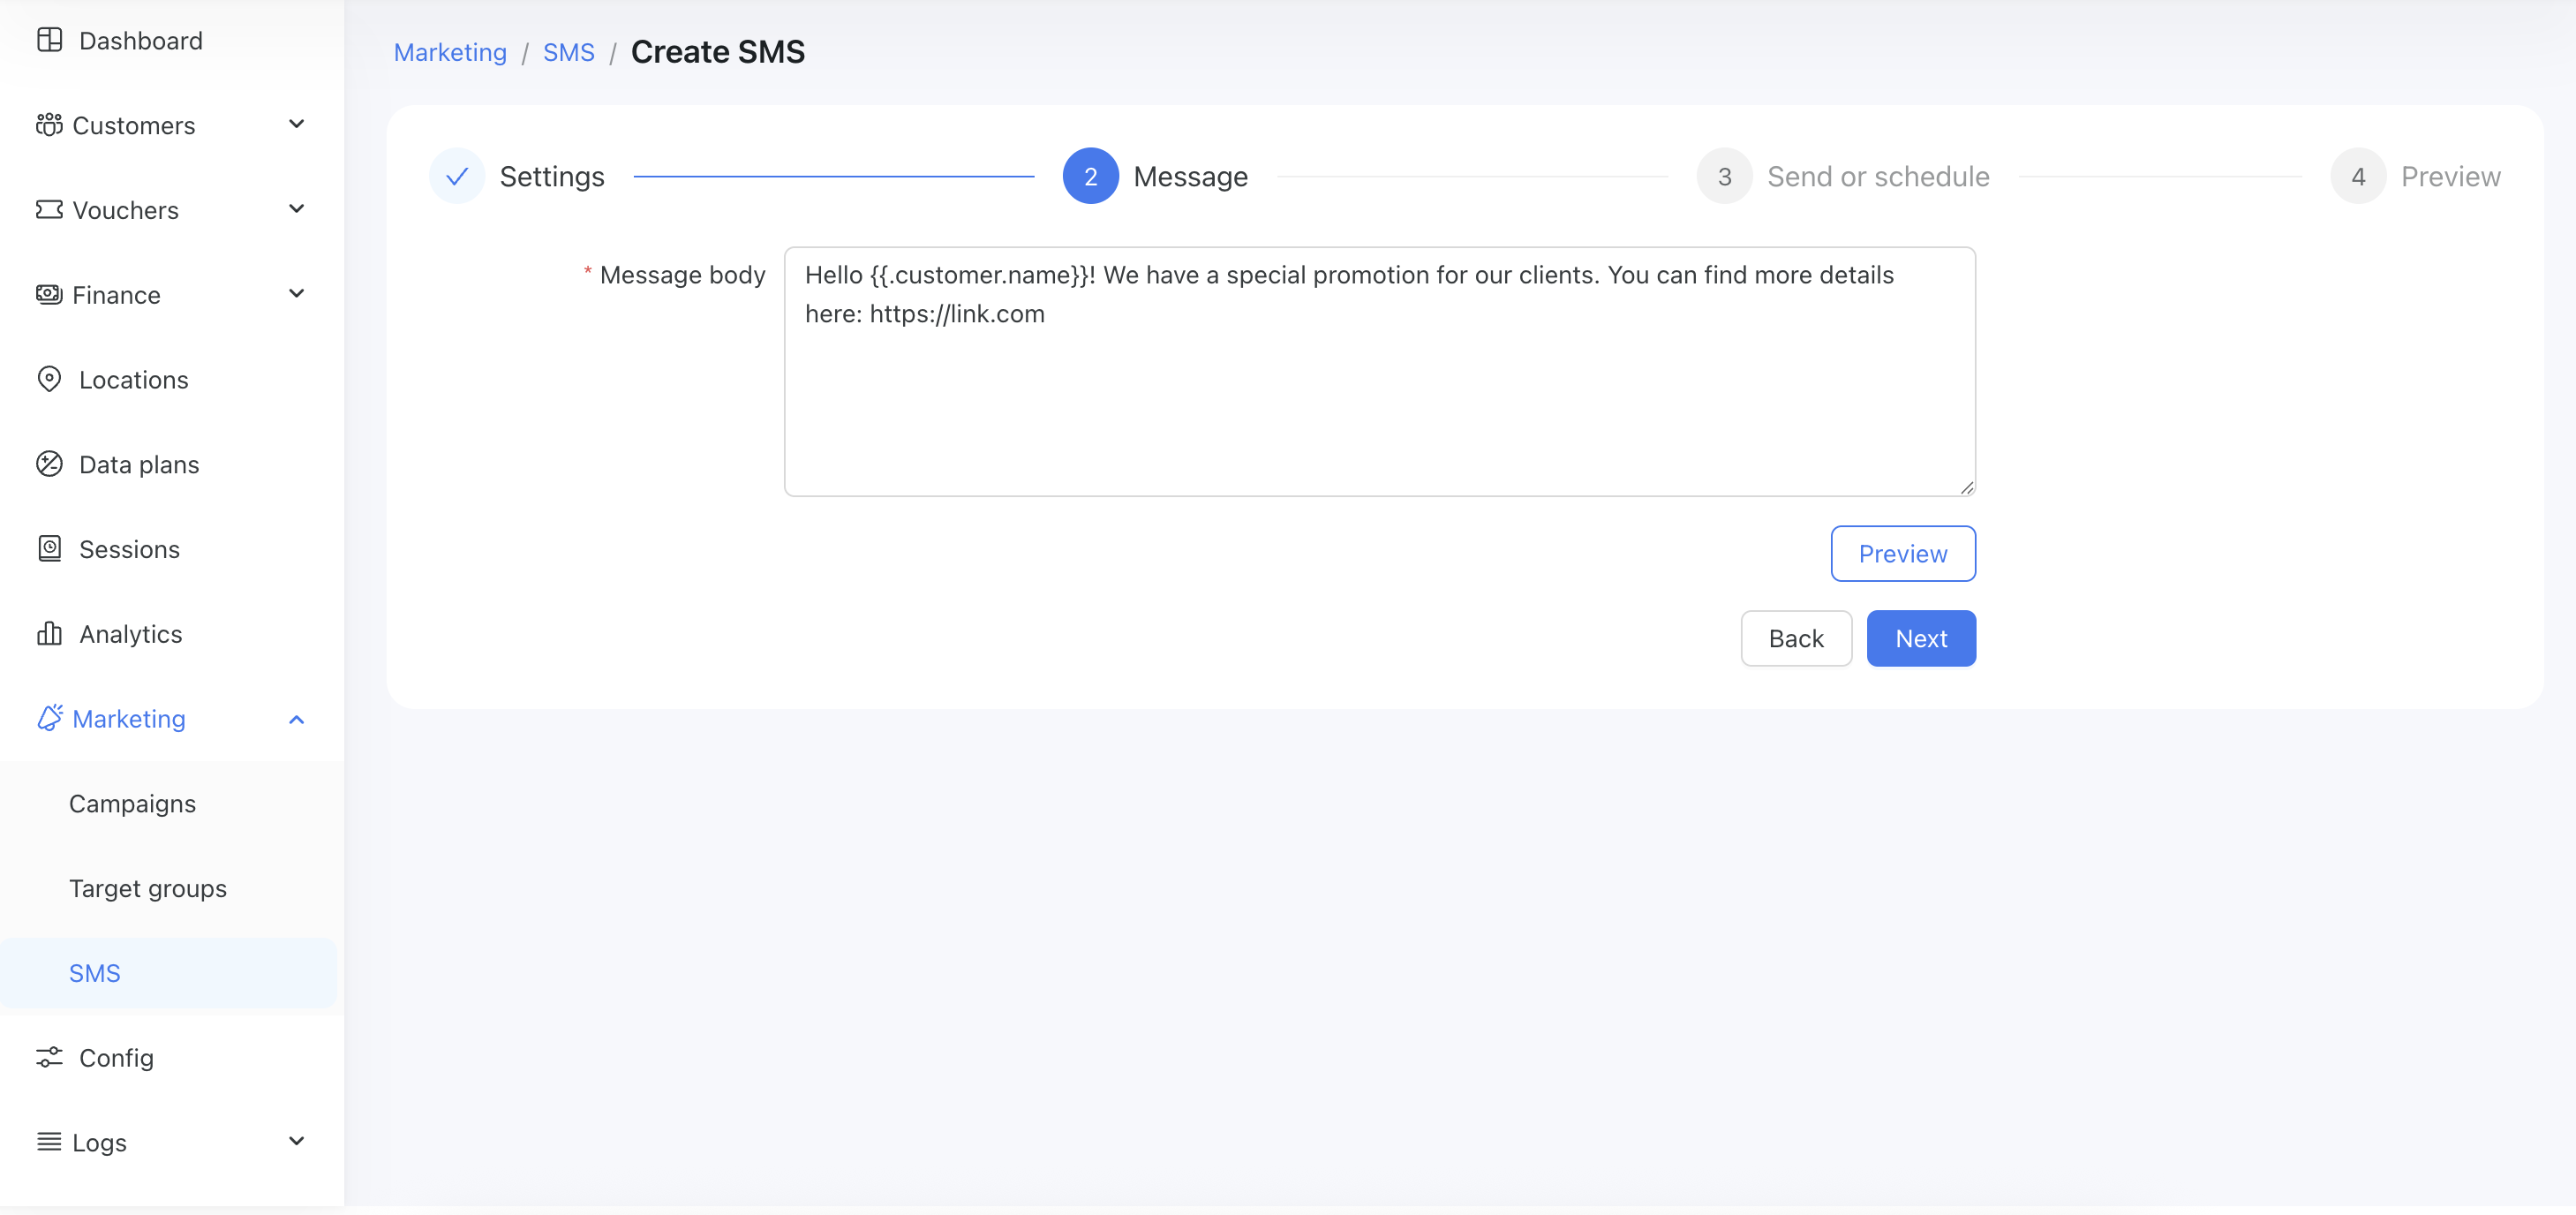 Dashboard
Customers
Vouchers
Finance
Locations
Data plans
Sessions
Analytics
Marketing
Campaigns
Target groups
SMS
Config
Logs
Marketing / SMS / Create SMS
Settings
2 Message
3 Send or schedule
4 Preview
* Message body
Hello {{.customer.name}}! We have a special promotion for our clients. You can find more details
here: https://link.com
Preview
Back Next